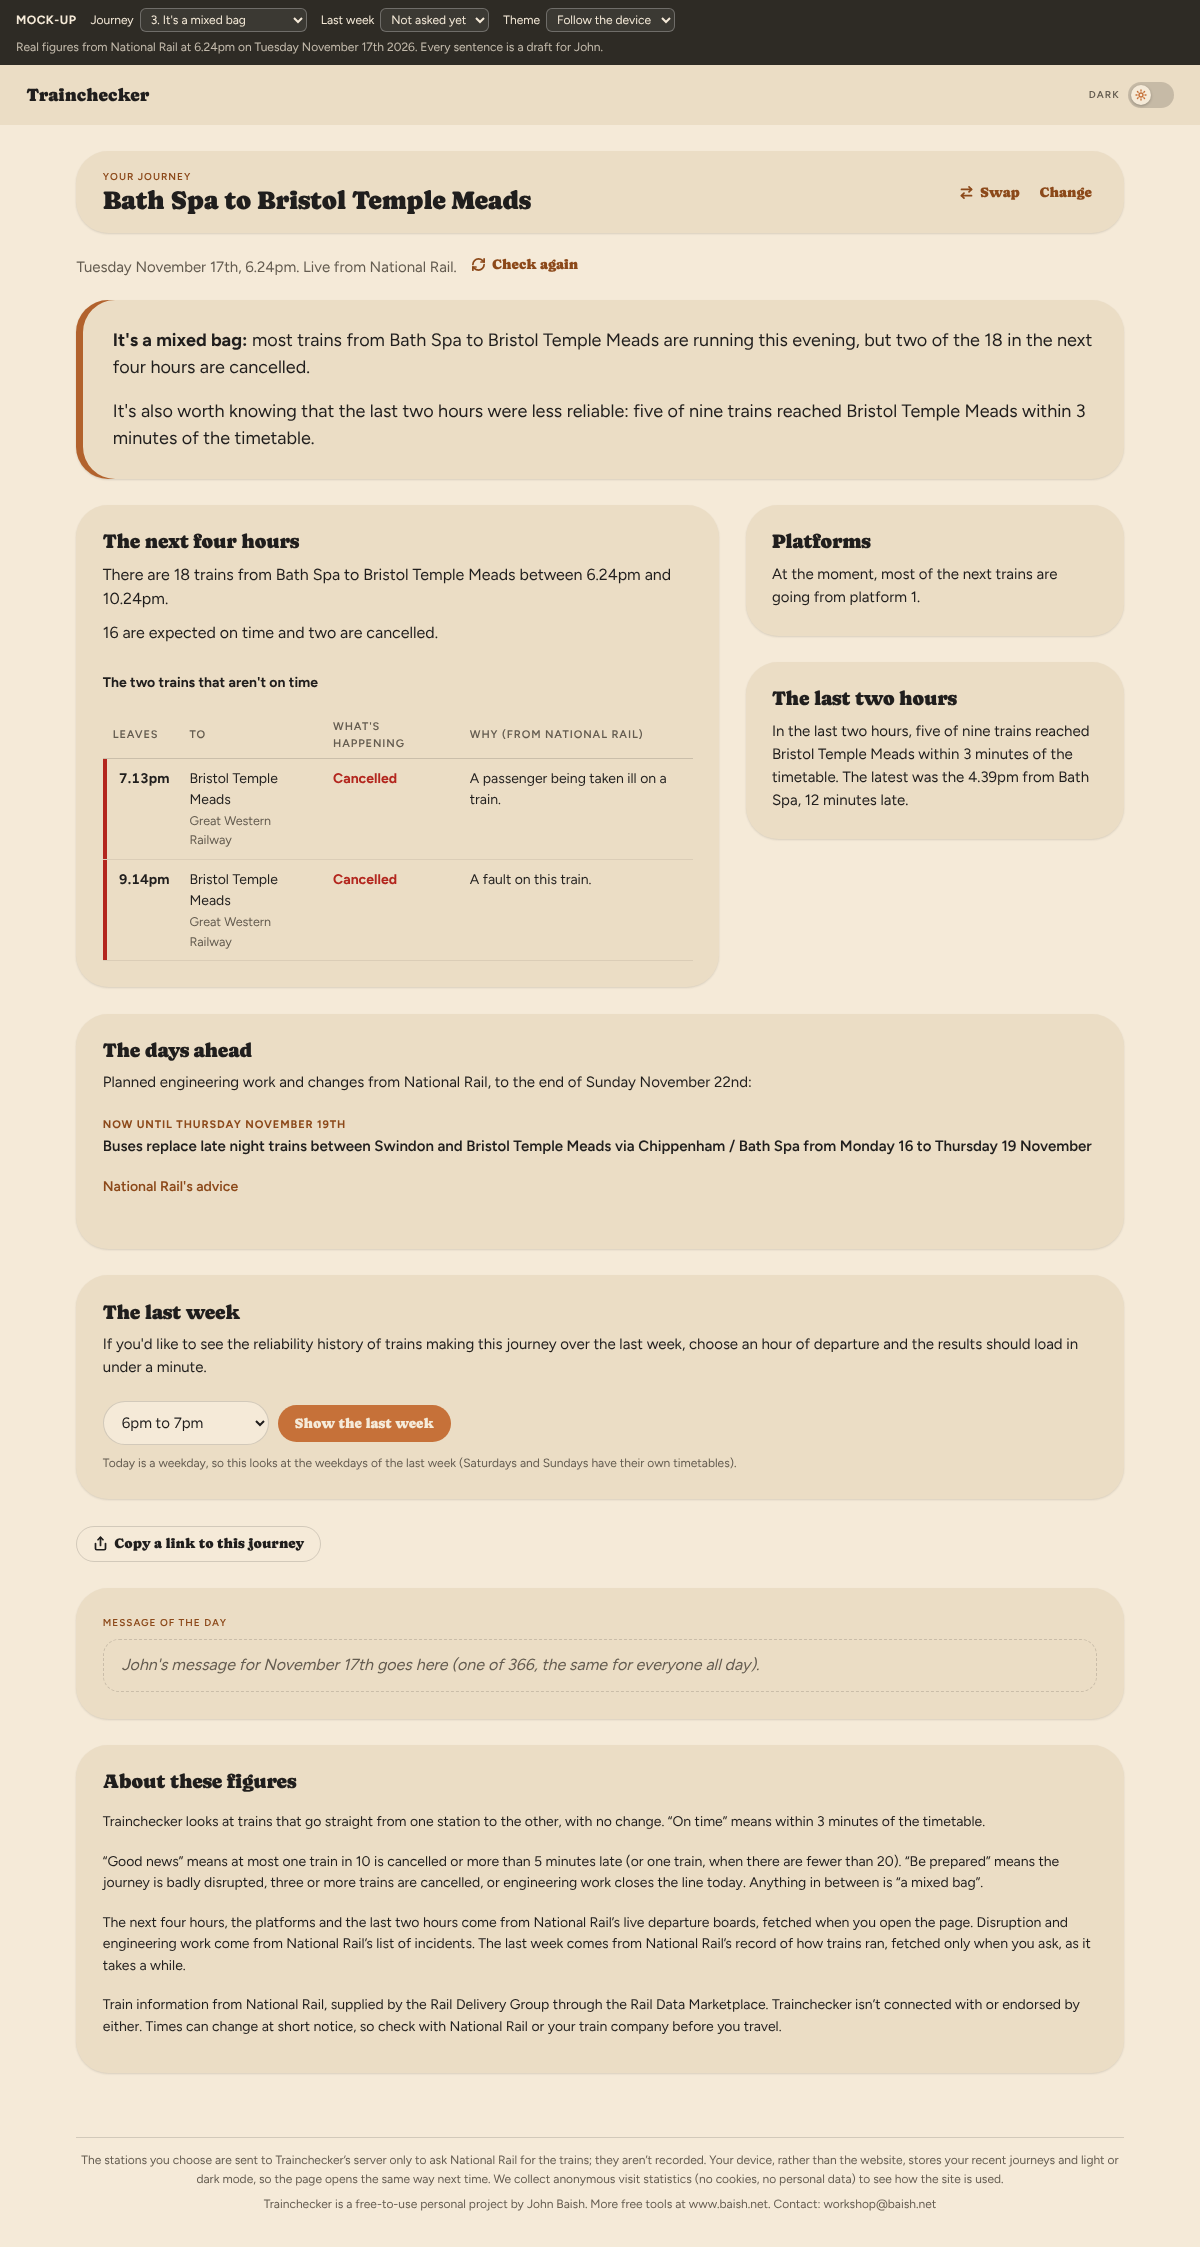 MOCK-UP Journey 3. It's a mixed bag Last week Not asked yet Theme Follow the device
Real figures from National Rail at 6.24pm on Tuesday November 17th 2026. Every sentence is a draft for John.
Trainchecker
DARK
YOUR JOURNEY
Bath Spa to Bristol Temple Meads
Swap Change
Tuesday November 17th, 6.24pm. Live from National Rail. Check again
It's a mixed bag: most trains from Bath Spa to Bristol Temple Meads are running this evening, but two of the 18 in the next
four hours are cancelled.
It's also worth knowing that the last two hours were less reliable: five of nine trains reached Bristol Temple Meads within 3
minutes of the timetable.
The next four hours
There are 18 trains from Bath Spa to Bristol Temple Meads between 6.24pm and
10.24pm.
16 are expected on time and two are cancelled.
The two trains that aren't on time
LEAVES TO WHAT'S HAPPENING WHY (FROM NATIONAL RAIL)
7.13pm Bristol Temple Meads Cancelled A passenger being taken ill on a train.
Great Western Railway
9.14pm Bristol Temple Meads Cancelled A fault on this train.
Great Western Railway
Platforms
At the moment, most of the next trains are
going from platform 1.
The last two hours
In the last two hours, five of nine trains reached
Bristol Temple Meads within 3 minutes of the
timetable. The latest was the 4.39pm from Bath
Spa, 12 minutes late.
The days ahead
Planned engineering work and changes from National Rail, to the end of Sunday November 22nd:
NOW UNTIL THURSDAY NOVEMBER 19TH
Buses replace late night trains between Swindon and Bristol Temple Meads via Chippenham / Bath Spa from Monday 16 to Thursday 19 November
National Rail's advice
The last week
If you'd like to see the reliability history of trains making this journey over the last week, choose an hour of departure and the results should load in
under a minute.
6pm to 7pm Show the last week
Today is a weekday, so this looks at the weekdays of the last week (Saturdays and Sundays have their own timetables).
Copy a link to this journey
MESSAGE OF THE DAY
John's message for November 17th goes here (one of 366, the same for everyone all day).
About these figures
Trainchecker looks at trains that go straight from one station to the other, with no change. “On time” means within 3 minutes of the timetable.
“Good news” means at most one train in 10 is cancelled or more than 5 minutes late (or one train, when there are fewer than 20). “Be prepared” means the
journey is badly disrupted, three or more trains are cancelled, or engineering work closes the line today. Anything in between is “a mixed bag”.
The next four hours, the platforms and the last two hours come from National Rail’s live departure boards, fetched when you open the page. Disruption and
engineering work come from National Rail’s list of incidents. The last week comes from National Rail’s record of how trains ran, fetched only when you ask, as it
takes a while.
Train information from National Rail, supplied by the Rail Delivery Group through the Rail Data Marketplace. Trainchecker isn’t connected with or endorsed by
either. Times can change at short notice, so check with National Rail or your train company before you travel.
The stations you choose are sent to Trainchecker’s server only to ask National Rail for the trains; they aren’t recorded. Your device, rather than the website, stores your recent journeys and light or
dark mode, so the page opens the same way next time. We collect anonymous visit statistics (no cookies, no personal data) to see how the site is used.
Trainchecker is a free-to-use personal project by John Baish. More free tools at www.baish.net. Contact: workshop@baish.net